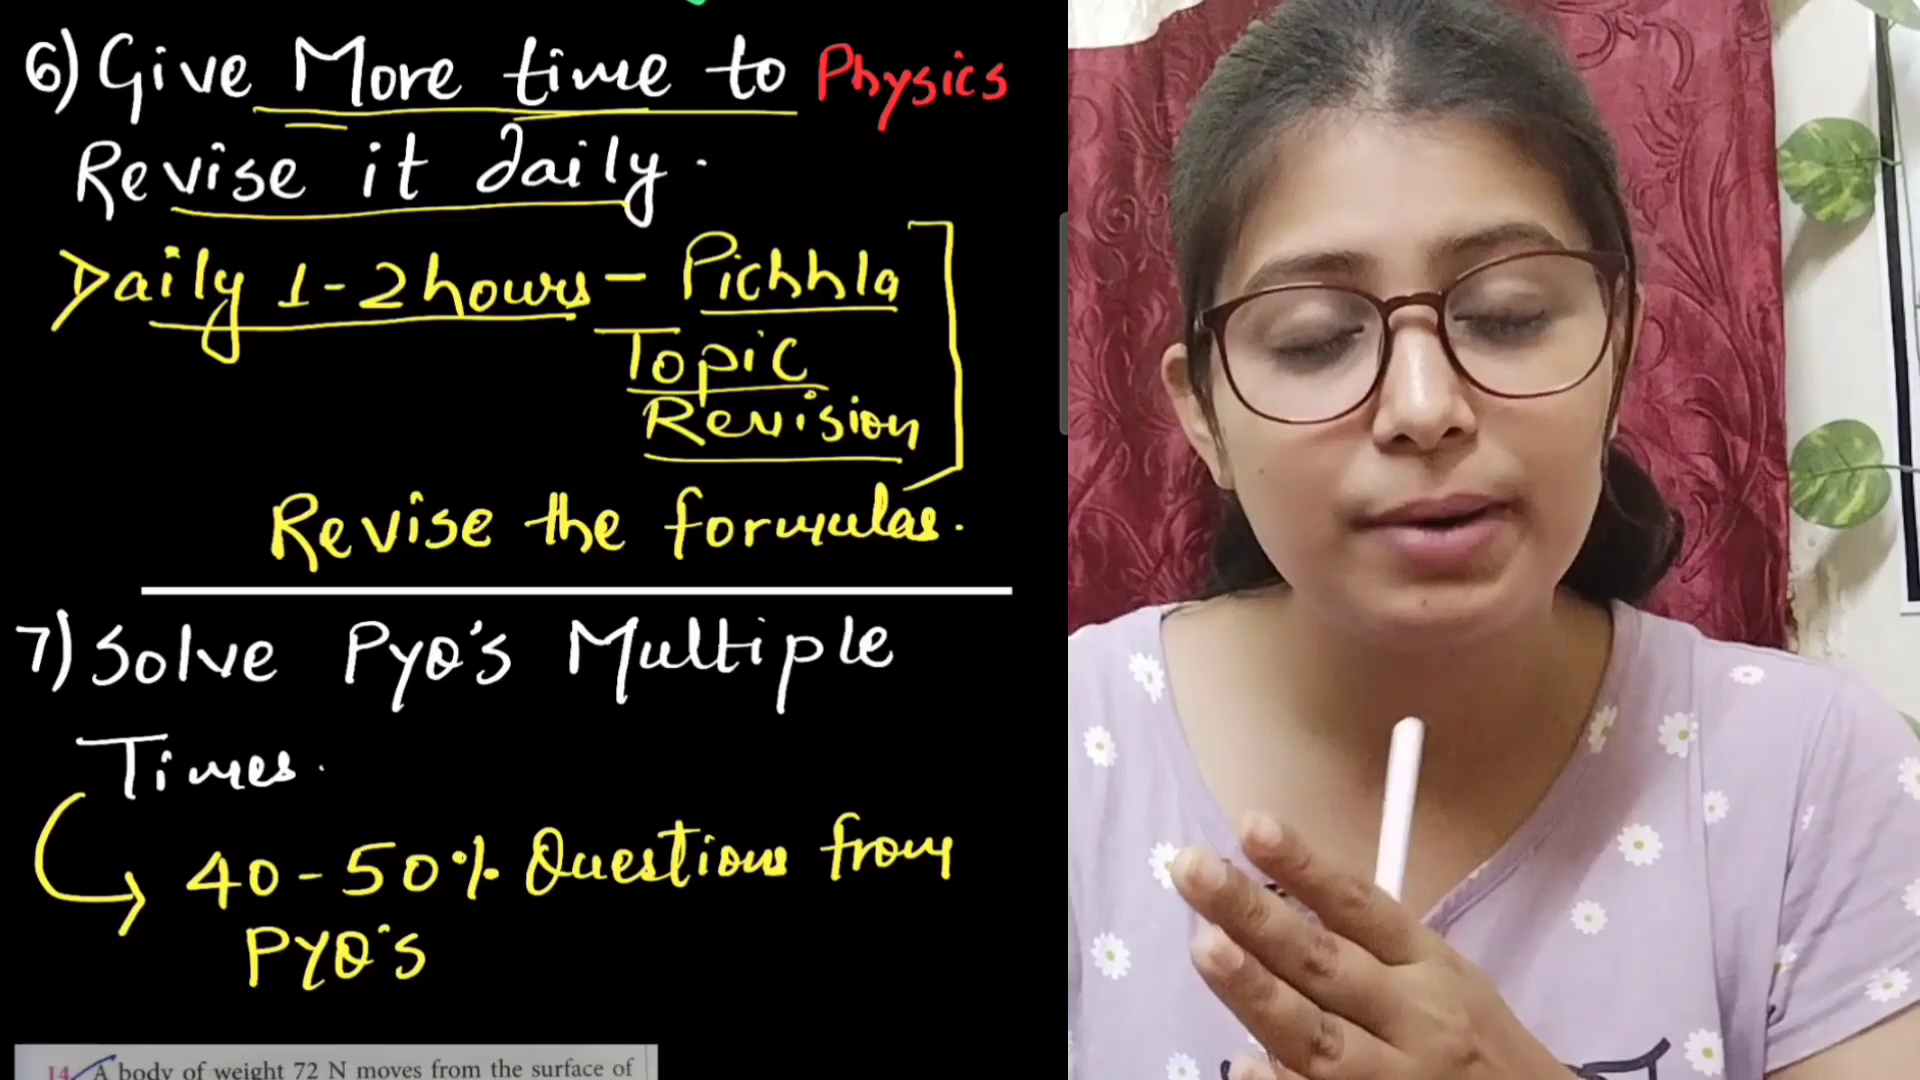 6) Give More time to Physics
Revise it daily.
Daily 1-2 hours - Pichhla
Topic
Revision
Revise the formulas.
7) Solve PYQ's Multiple
Times.
40-50% Questions from
PYQ's
14. A body of weight 72 N moves from the surface of